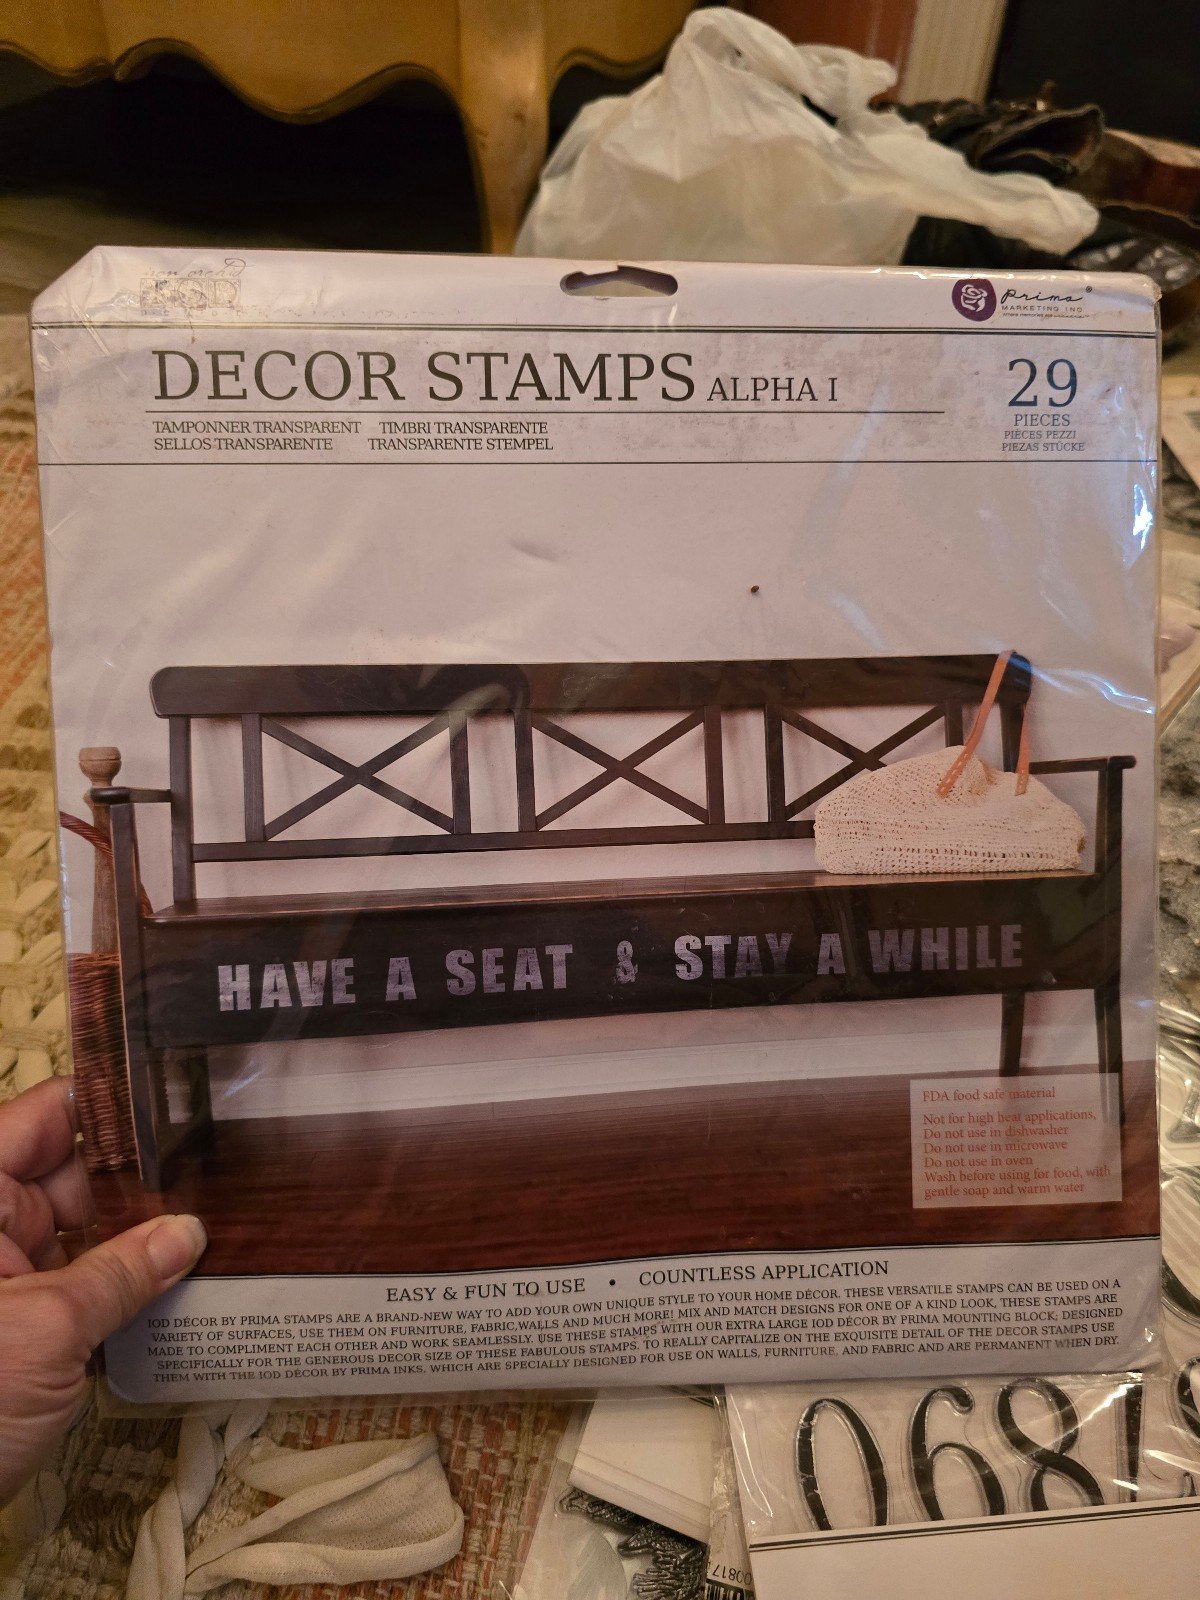 iron orchid
IOD
prima®
MARKETING INC.
DECOR STAMPS ALPHA I
29
PIECES
PIÈCES PEZZI
PIEZAS STÜCKE
TAMPONNER TRANSPARENT TIMBRI TRANSPARENTE
SELLOS TRANSPARENTE TRANSPARENTE STEMPEL
HAVE A SEAT & STAY A WHILE
FDA food safe material
Not for high heat applications,
Do not use in dishwasher
Do not use in microwave
Do not use in oven
Wash before using for food, with
gentle soap and warm water
EASY & FUN TO USE • COUNTLESS APPLICATION
IOD DÉCOR BY PRIMA STAMPS ARE A BRAND-NEW WAY TO ADD YOUR OWN UNIQUE STYLE TO YOUR HOME DÉCOR. THESE VERSATILE STAMPS CAN BE USED ON A
VARIETY OF SURFACES, USE THEM ON FURNITURE, FABRIC,WALLS AND MUCH MORE! MIX AND MATCH DESIGNS FOR ONE OF A KIND LOOK, THESE STAMPS ARE
MADE TO COMPLIMENT EACH OTHER AND WORK SEAMLESSLY. USE THESE STAMPS WITH OUR EXTRA LARGE IOD DÉCOR BY PRIMA MOUNTING BLOCK; DESIGNED
SPECIFICALLY FOR THE GENEROUS DECOR SIZE OF THESE FABULOUS STAMPS. TO REALLY CAPITALIZE ON THE EXQUISITE DETAIL OF THE DECOR STAMPS USE
THEM WITH THE IOD DÉCOR BY PRIMA INKS, WHICH ARE SPECIALLY DESIGNED FOR USE ON WALLS, FURNITURE, AND FABRIC AND ARE PERMANENT WHEN DRY.
0681